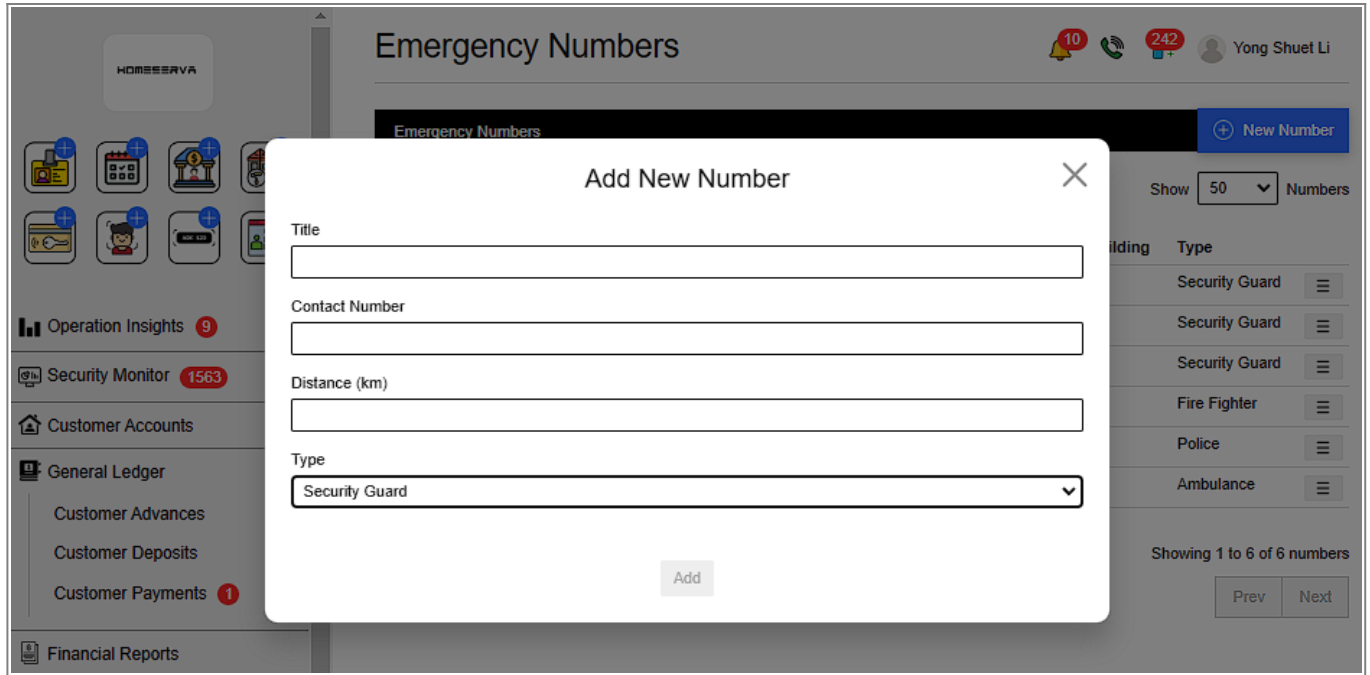 HOMESERVA
Emergency Numbers
10
242
Yong Shuet Li
Emergency Numbers
New Number
Show 50 Numbers
ilding Type
Security Guard
Security Guard
Security Guard
Fire Fighter
Police
Ambulance
Showing 1 to 6 of 6 numbers
Prev Next
Operation Insights 9
Security Monitor 1563
Customer Accounts
General Ledger
Customer Advances
Customer Deposits
Customer Payments 1
Financial Reports
Add New Number
Title
Contact Number
Distance (km)
Type
Security Guard
Add